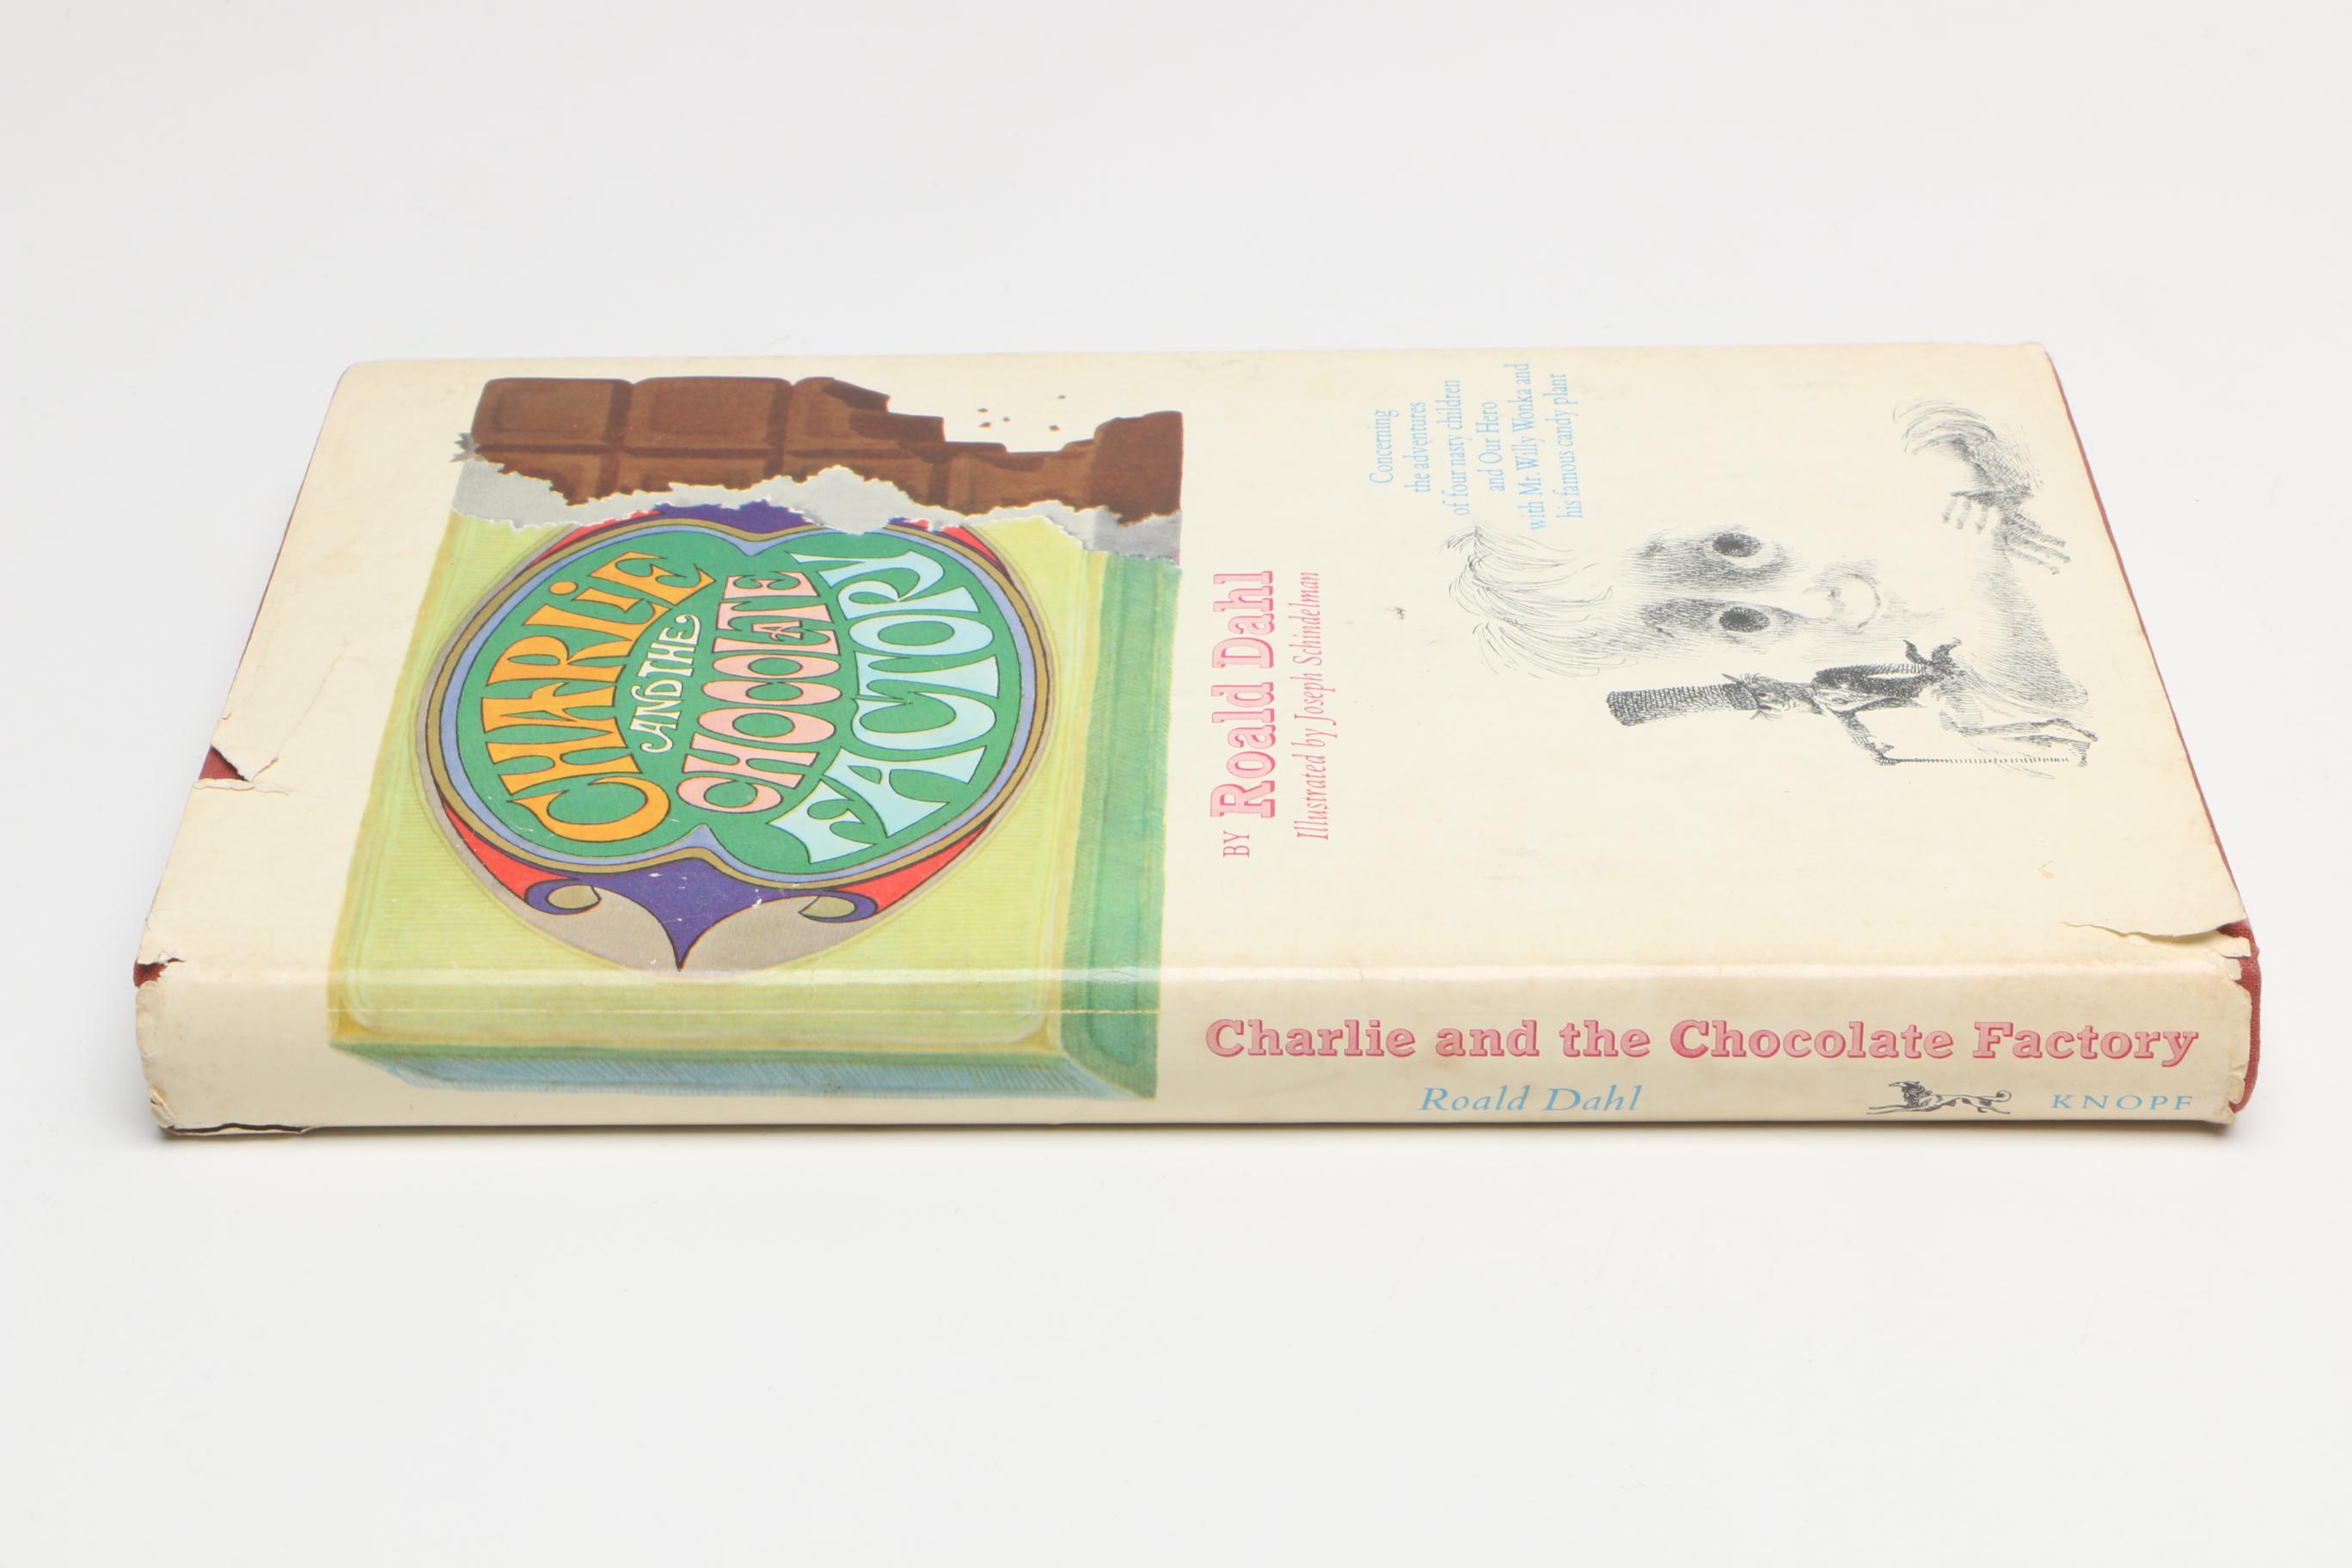 CHARLIE
AND THE
CHOCOLATE
FACTORY
BY Roald Dahl
Illustrated by Joseph Schindelman
Concerning
the adventures
of four nasty children
and Our Hero
with Mr. Willy Wonka and
his famous candy plant
Charlie and the Chocolate Factory
Roald Dahl
KNOPF